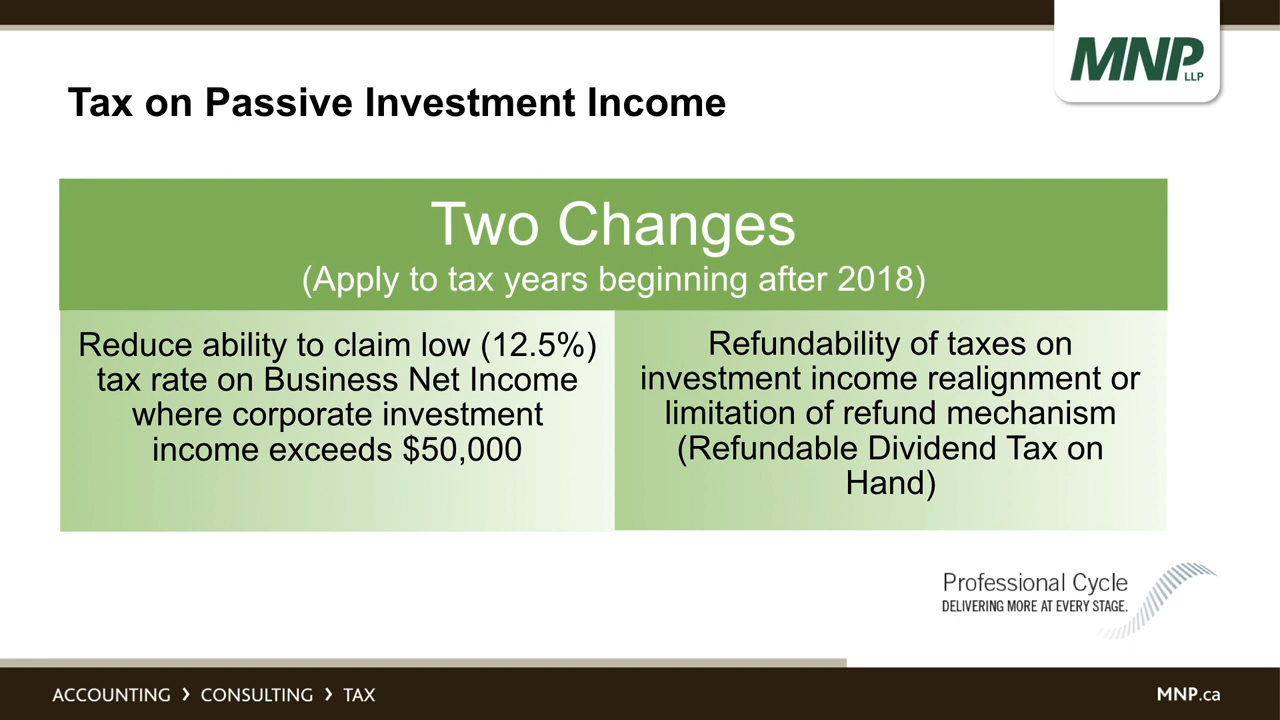 MNP
LLP
Tax on Passive Investment Income
Two Changes
(Apply to tax years beginning after 2018)
Reduce ability to claim low (12.5%)
tax rate on Business Net Income
where corporate investment
income exceeds $50,000
Refundability of taxes on
investment income realignment or
limitation of refund mechanism
(Refundable Dividend Tax on
Hand)
Professional Cycle
DELIVERING MORE AT EVERY STAGE.
ACCOUNTING › CONSULTING › TAX
MNP.ca